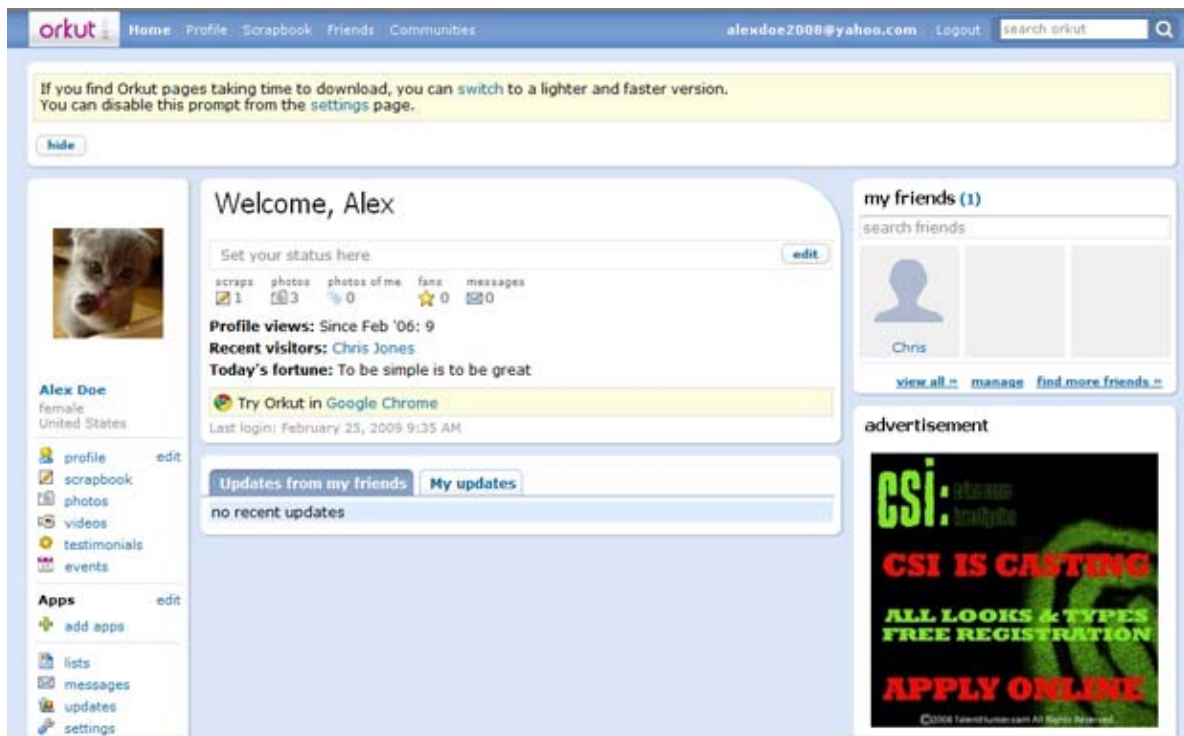 orkut Home Profile Scrapbook Friends Communities alexdoe2008@yahoo.com Logout search orkut
If you find Orkut pages taking time to download, you can switch to a lighter and faster version.
You can disable this prompt from the settings page.
hide
Alex Doe
female
United States
profile edit
scrapbook
photos
videos
testimonials
events
Apps edit
add apps
lists
messages
updates
settings
Welcome, Alex
Set your status here edit
scraps photos photos of me fans messages
1 3 0 0 0
Profile views: Since Feb '06: 9
Recent visitors: Chris Jones
Today's fortune: To be simple is to be great
Try Orkut in Google Chrome
Last login: February 25, 2009 9:35 AM
Updates from my friends My updates
no recent updates
my friends (1)
search friends
Chris
view all » manage find more friends »
advertisement
CSI:
CSI IS CASTING
ALL LOOKS & TYPES
FREE REGISTRATION
APPLY ONLINE
All Rights Reserved